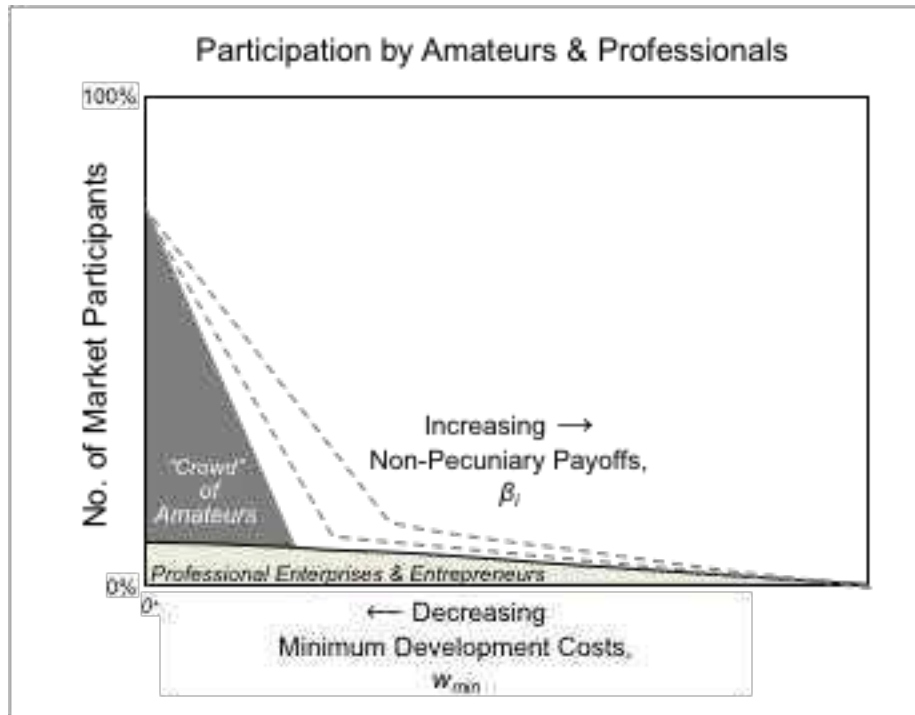 Participation by Amateurs & Professionals
100%
No. of Market Participants
Increasing →
Non-Pecuniary Payoffs,
βᵢ
"Crowd"
of
Amateurs
Professional Enterprises & Entrepreneurs
0%
0⁺
← Decreasing
Minimum Development Costs,
wₘᵢₙ